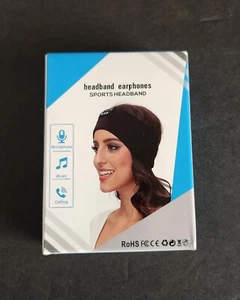 headband earphones
SPORTS HEADBAND
Microphone
Music
Calling
RoHS FC CE